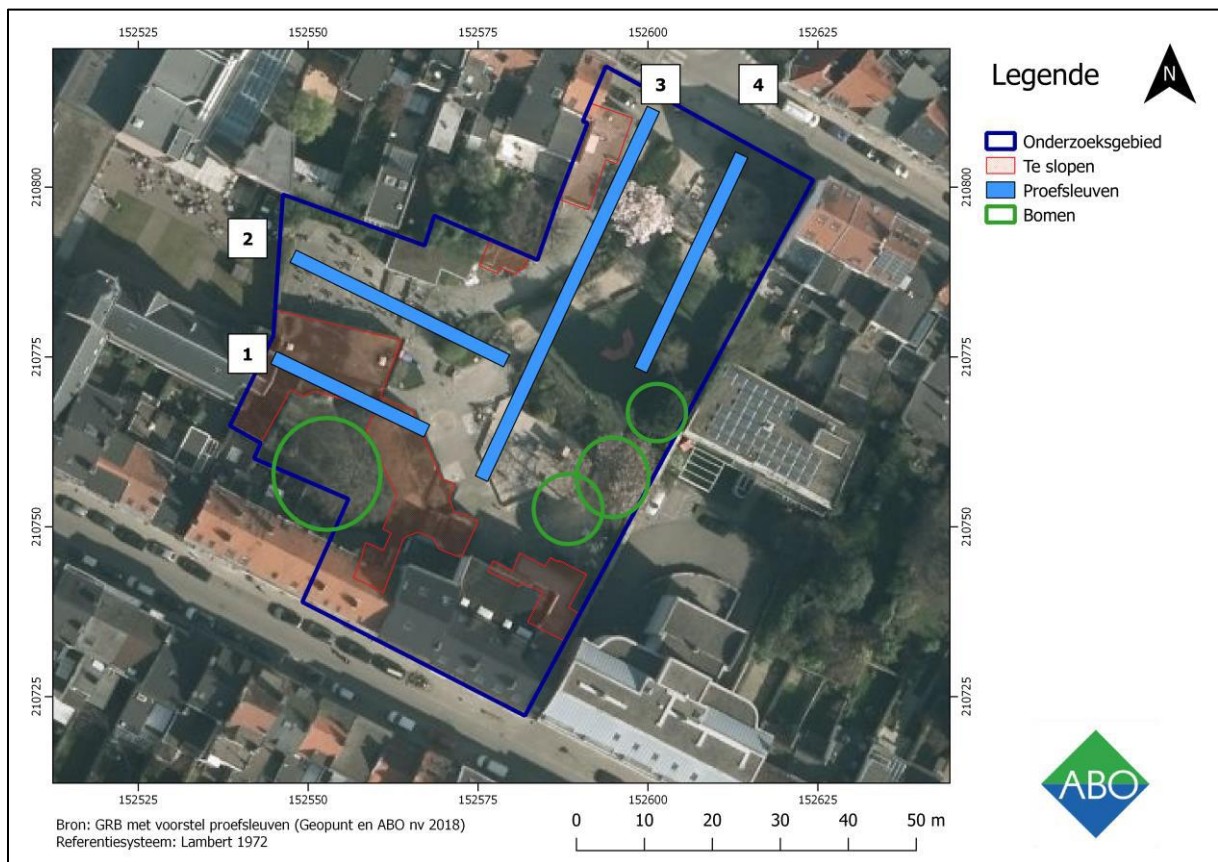 152525 152550 152575 152600 152625
3 4
Legende
N
Onderzoeksgebied
Te slopen
Proefsleuven
Bomen
210800 210800
2
1
210775 210775
210750 210750
210725 210725
ABO
152525 152550 152575 152600 152625
Bron: GRB met voorstel proefsleuven (Geopunt en ABO nv 2018)
Referentiesysteem: Lambert 1972
0 10 20 30 40 50 m